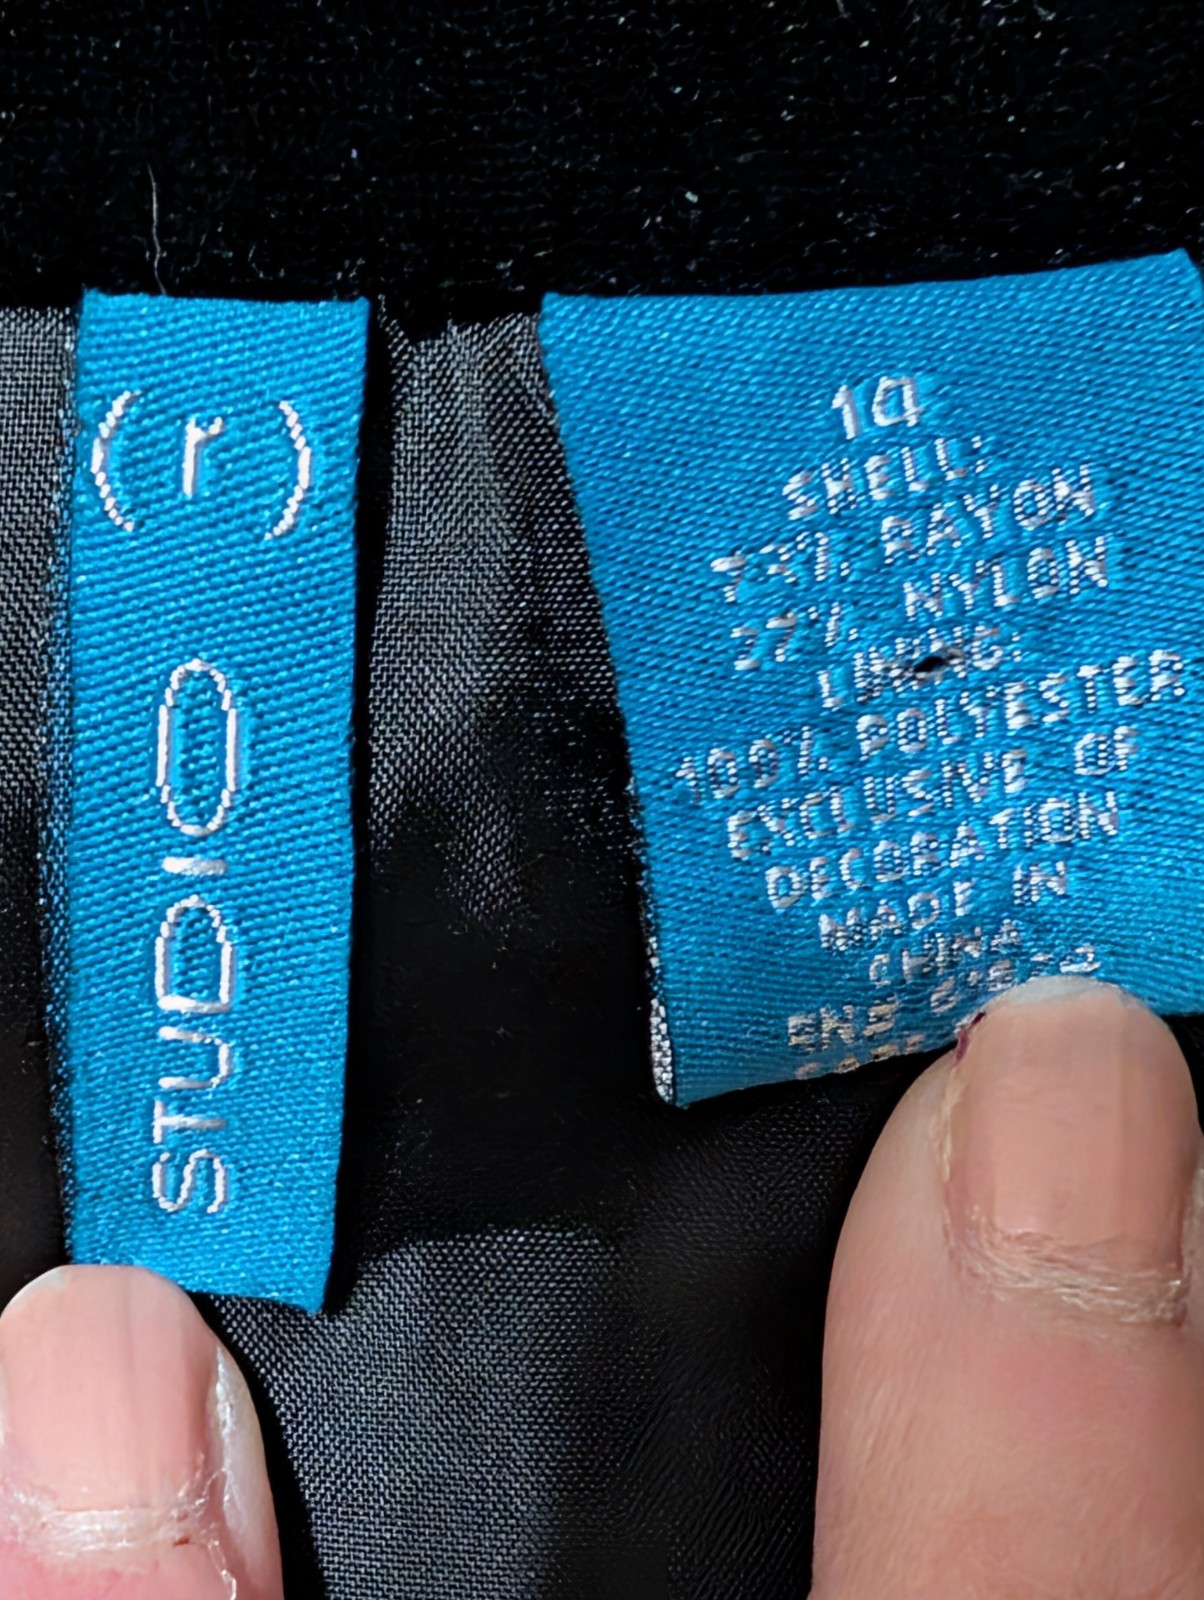 (r)
STUDIO
14
SHELL:
73% RAYON
27% NYLON
LINING:
100% POLYESTER
EXCLUSIVE OF
DECORATION
MADE IN
CHINA